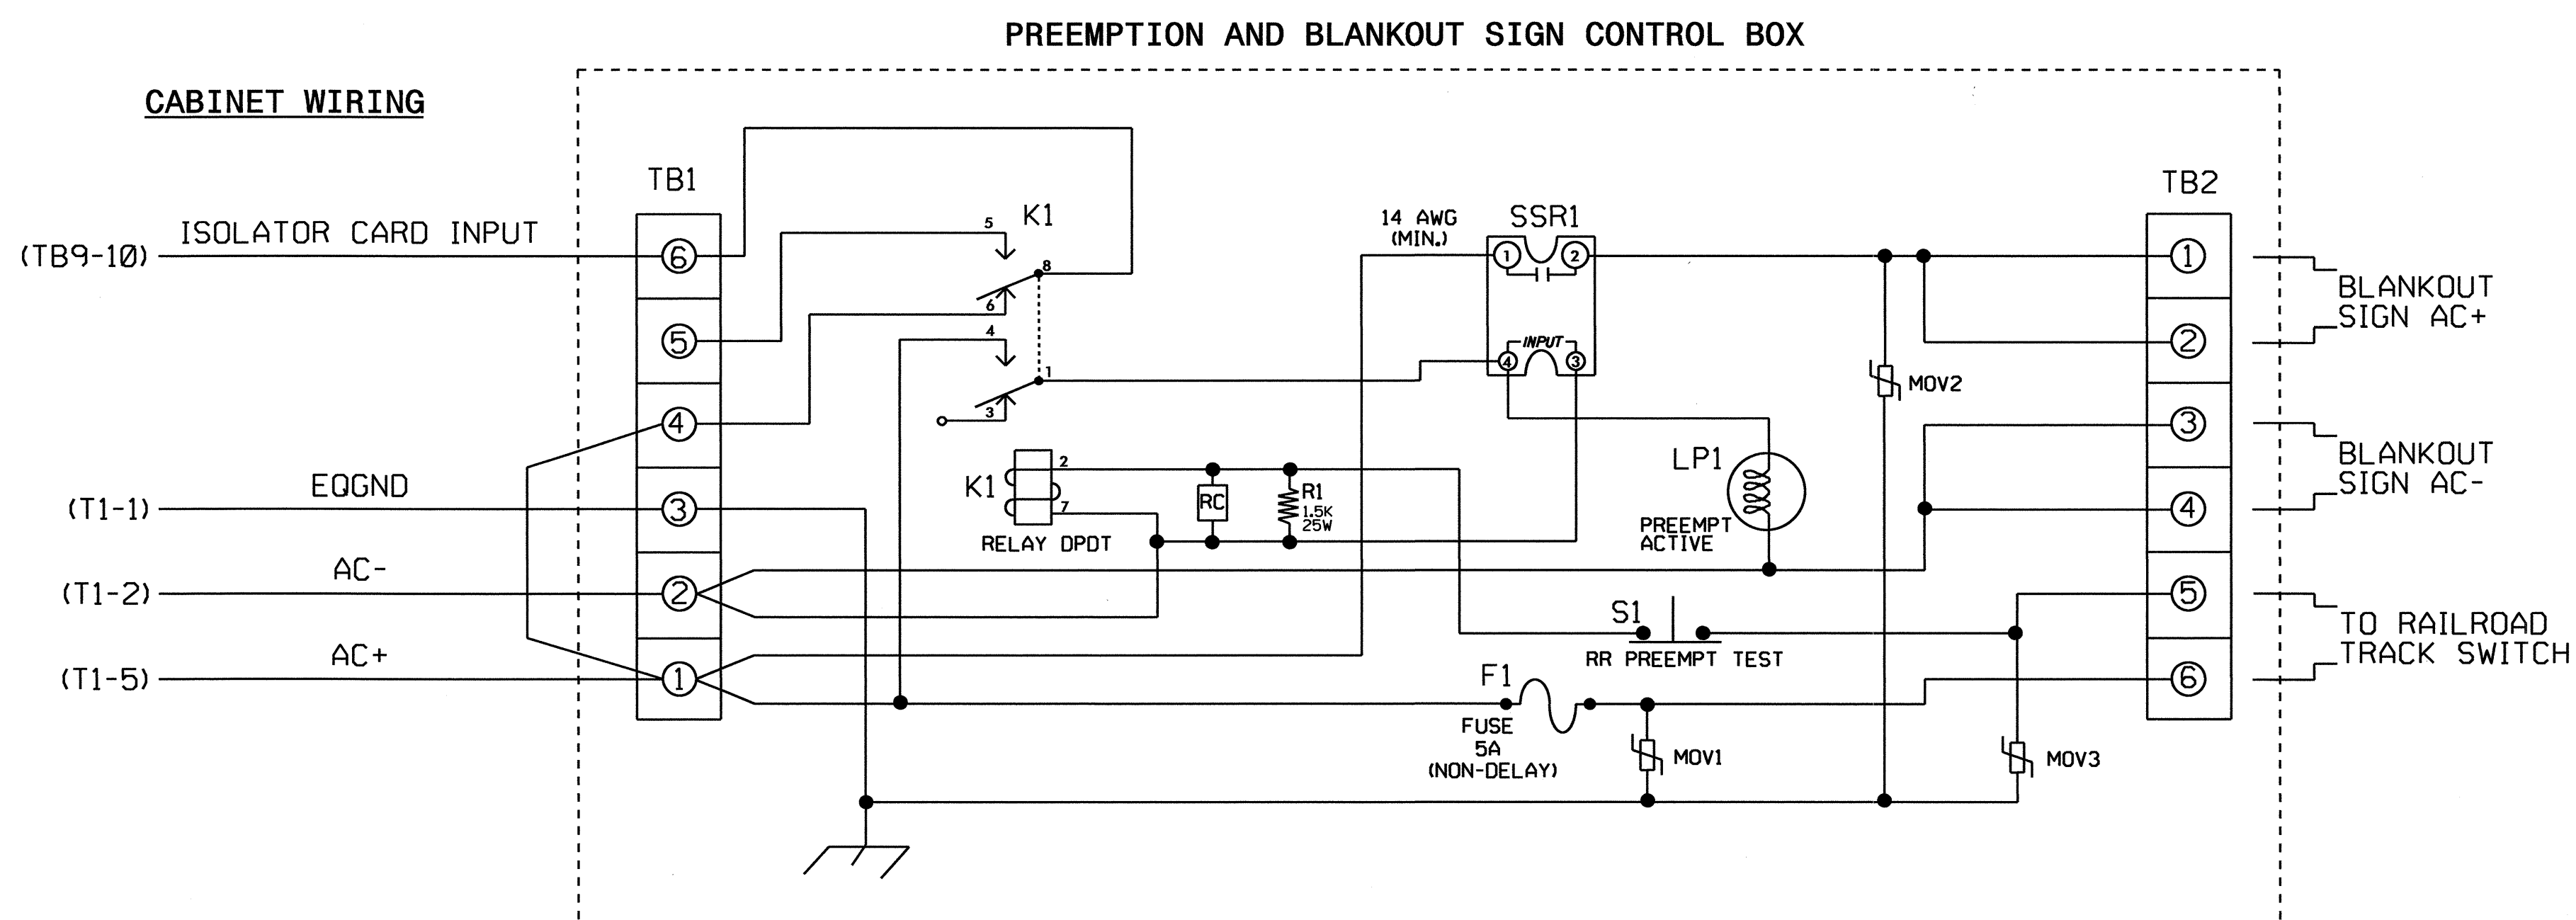 PREEMPTION AND BLANKOUT SIGN CONTROL BOX
CABINET WIRING
TB1
TB2
(TB9-10)
ISOLATOR CARD INPUT
6
5
4
(T1-1)
EQGND
3
(T1-2)
AC-
2
(T1-5)
AC+
1
K1
5
8
6
4
1
3
K1
2
7
RELAY DPDT
RC
R1
1.5K
25W
14 AWG
(MIN.)
SSR1
1
2
INPUT
4
3
LP1
PREEMPT
ACTIVE
MOV2
S1
RR PREEMPT TEST
F1
FUSE
5A
(NON-DELAY)
MOV1
MOV3
1
2
3
4
5
6
BLANKOUT
SIGN AC+
BLANKOUT
SIGN AC-
TO RAILROAD
TRACK SWITCH